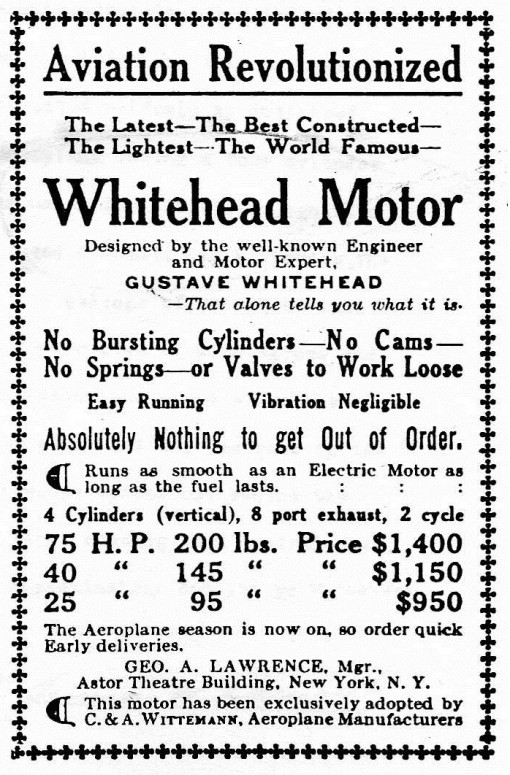 Aviation Revolutionized
The Latest—The Best Constructed—
The Lightest—The World Famous—
Whitehead Motor
Designed by the well-known Engineer
and Motor Expert,
GUSTAVE WHITEHEAD
—That alone tells you what it is.
No Bursting Cylinders—No Cams—
No Springs—or Valves to Work Loose
Easy Running Vibration Negligible
Absolutely Nothing to get Out of Order.
Runs as smooth as an Electric Motor as
long as the fuel lasts. : : :
4 Cylinders (vertical), 8 port exhaust, 2 cycle
75 H. P. 200 lbs. Price $1,400
40 “ 145 “ “ $1,150
25 “ 95 “ “ $950
The Aeroplane season is now on, so order quick
Early deliveries.
GEO. A. LAWRENCE, Mgr.,
Astor Theatre Building, New York, N. Y.
This motor has been exclusively adopted by
C. & A. WITTEMANN, Aeroplane Manufacturers